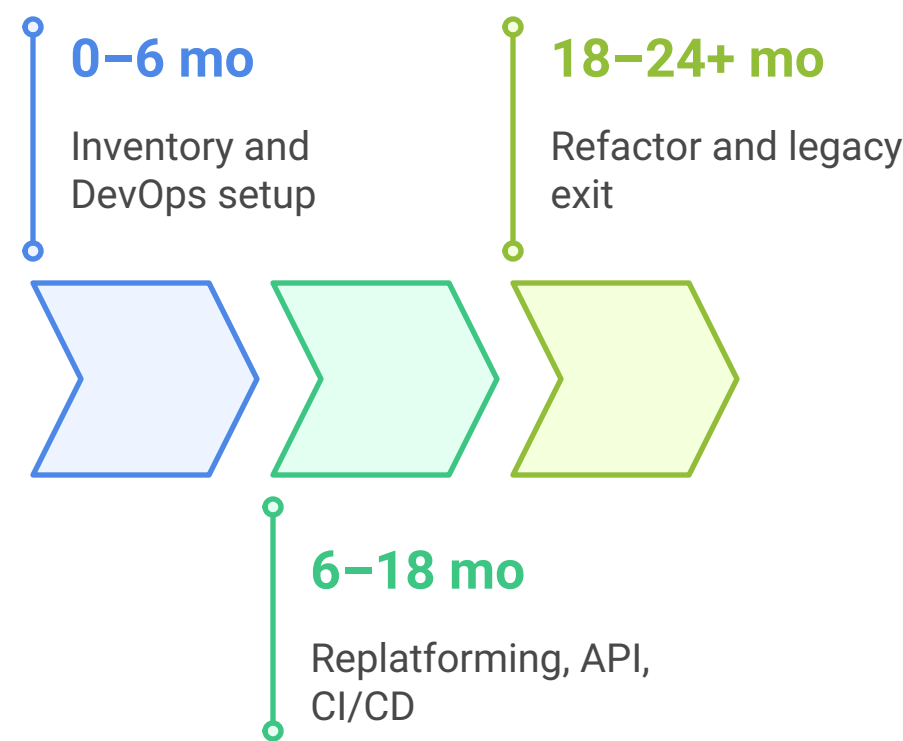 0–6 mo
Inventory and
DevOps setup
18–24+ mo
Refactor and legacy
exit
6–18 mo
Replatforming, API,
CI/CD